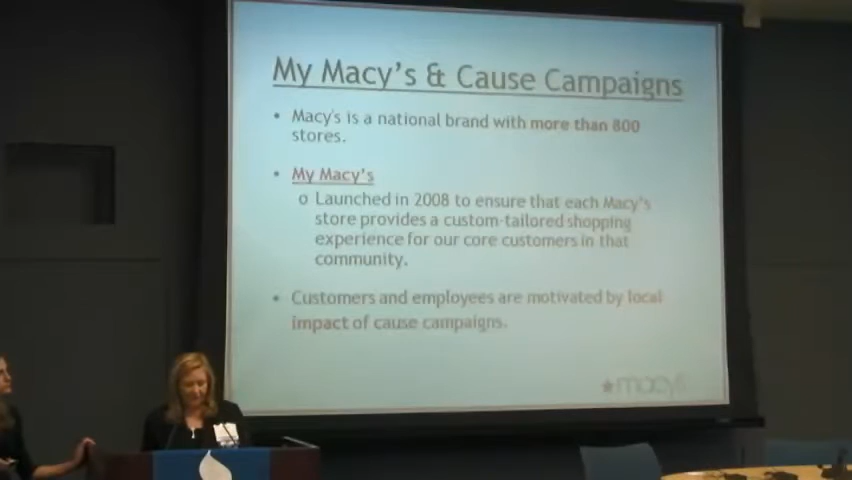 My Macy's & Cause Campaigns
• Macy's is a national brand with more than 800
stores.
• My Macy's
o Launched in 2008 to ensure that each Macy's
store provides a custom-tailored shopping
experience for our core customers in that
community.
• Customers and employees are motivated by local
impact of cause campaigns.
★macy's